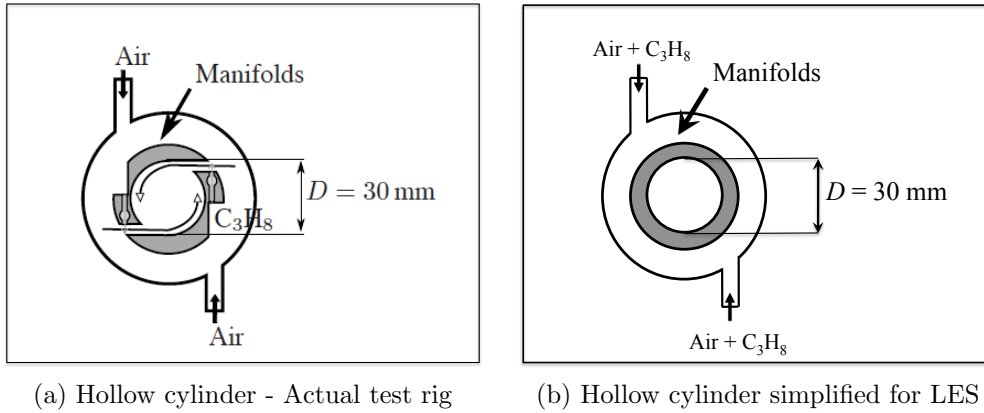 Air
Manifolds
D = 30 mm
C₃H₈
Air
(a) Hollow cylinder - Actual test rig
Air + C₃H₈
Manifolds
D = 30 mm
Air + C₃H₈
(b) Hollow cylinder simplified for LES